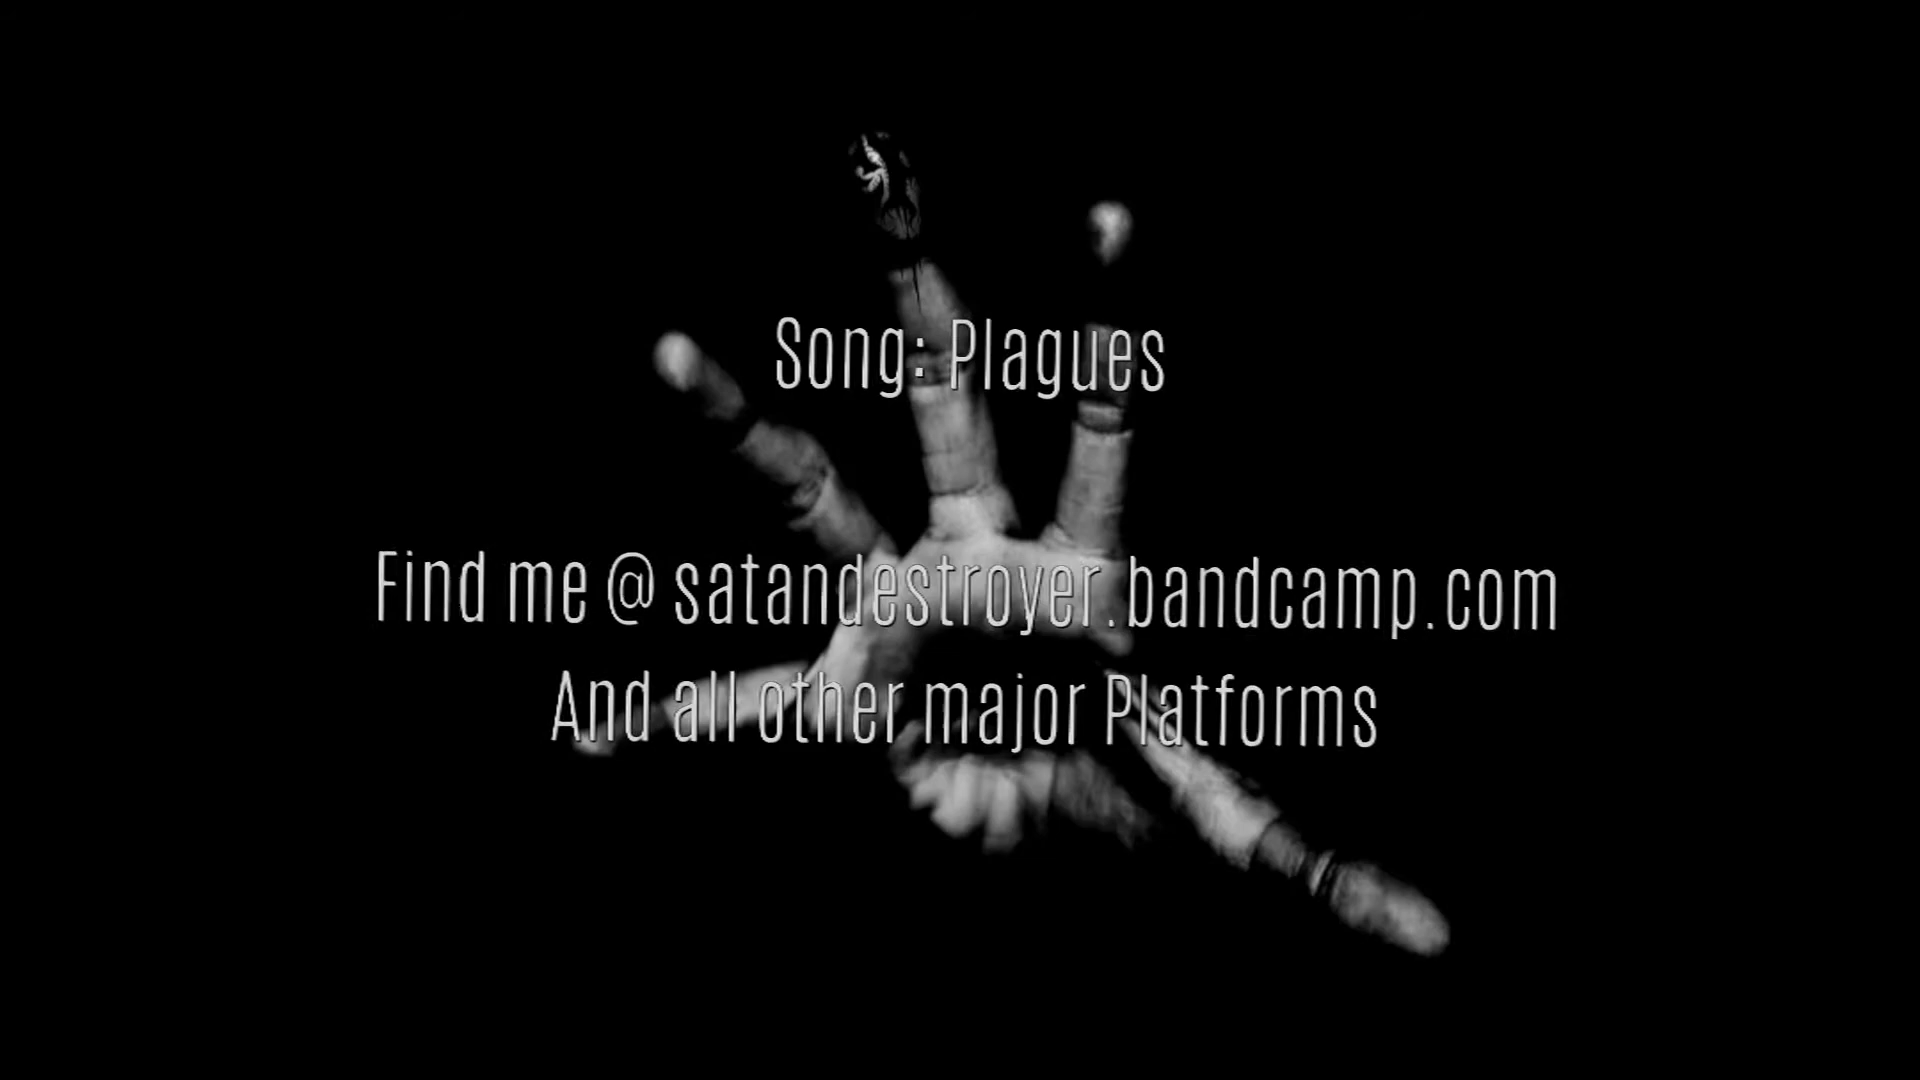 Song: Plagues
Find me @ satandestroyer.bandcamp.com
And all other major Platforms